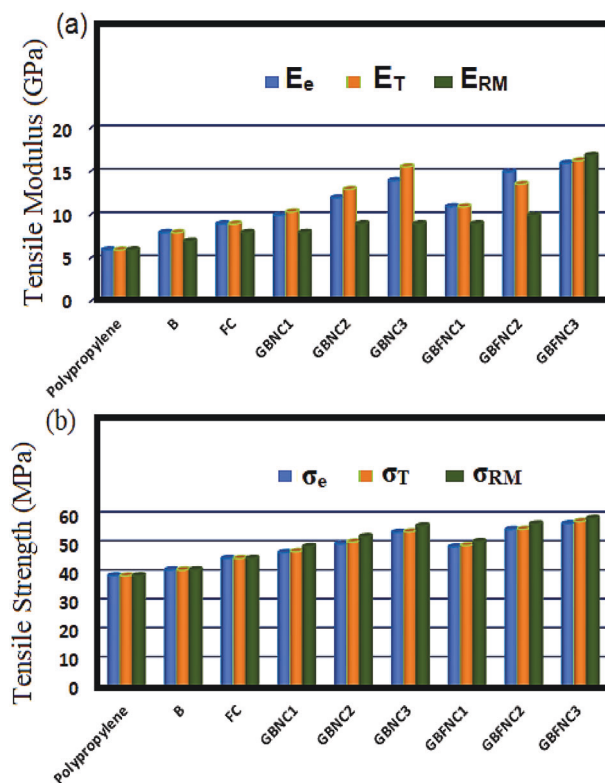 (a)
Tensile Modulus (GPa)
Ee ET ERM
20
15
10
5
0
Polypropylene B FC GBNC1 GBNC2 GBNC3 GBFNC1 GBFNC2 GBFNC3
(b)
Tensile Strength (MPa)
σe σT σRM
60
50
40
30
20
10
0
Polypropylene B FC GBNC1 GBNC2 GBNC3 GBFNC1 GBFNC2 GBFNC3